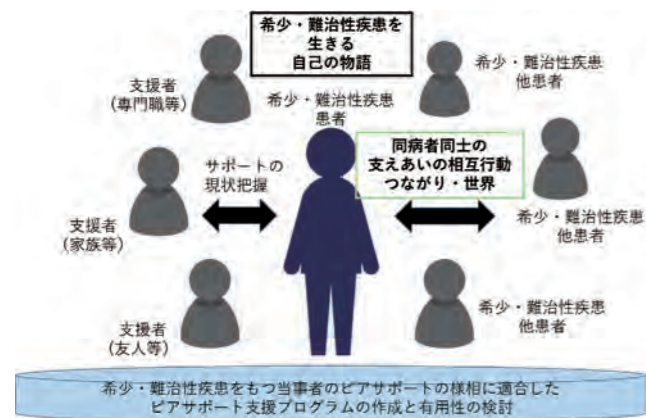 希少・難治性疾患を
生きる
自己の物語
支援者
(専門職等)
希少・難治性疾患
患者
希少・難治性疾患
他患者
サポートの
現状把握
同病者同士の
支えあいの相互行動
つながり・世界
支援者
(家族等)
希少・難治性疾患
他患者
支援者
(友人等)
希少・難治性疾患
他患者
希少・難治性疾患をもつ当事者のピアサポートの様相に適合した
ピアサポート支援プログラムの作成と有用性の検討